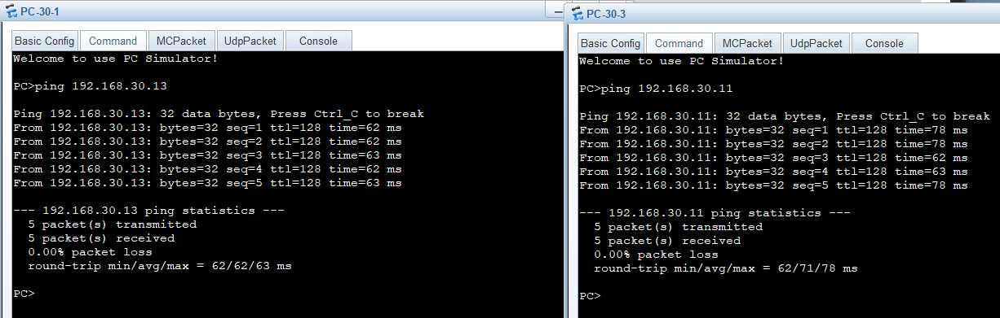 PC-30-1
Basic Config Command MCPacket UdpPacket Console
Welcome to use PC Simulator!
PC>ping 192.168.30.13
Ping 192.168.30.13: 32 data bytes, Press Ctrl_C to break
From 192.168.30.13: bytes=32 seq=1 ttl=128 time=62 ms
From 192.168.30.13: bytes=32 seq=2 ttl=128 time=62 ms
From 192.168.30.13: bytes=32 seq=3 ttl=128 time=63 ms
From 192.168.30.13: bytes=32 seq=4 ttl=128 time=62 ms
From 192.168.30.13: bytes=32 seq=5 ttl=128 time=63 ms
--- 192.168.30.13 ping statistics ---
5 packet(s) transmitted
5 packet(s) received
0.00% packet loss
round-trip min/avg/max = 62/62/63 ms
PC>
PC-30-3
Basic Config Command MCPacket UdpPacket Console
Welcome to use PC Simulator!
PC>ping 192.168.30.11
Ping 192.168.30.11: 32 data bytes, Press Ctrl_C to break
From 192.168.30.11: bytes=32 seq=1 ttl=128 time=78 ms
From 192.168.30.11: bytes=32 seq=2 ttl=128 time=78 ms
From 192.168.30.11: bytes=32 seq=3 ttl=128 time=62 ms
From 192.168.30.11: bytes=32 seq=4 ttl=128 time=63 ms
From 192.168.30.11: bytes=32 seq=5 ttl=128 time=78 ms
--- 192.168.30.11 ping statistics ---
5 packet(s) transmitted
5 packet(s) received
0.00% packet loss
round-trip min/avg/max = 62/71/78 ms
PC>